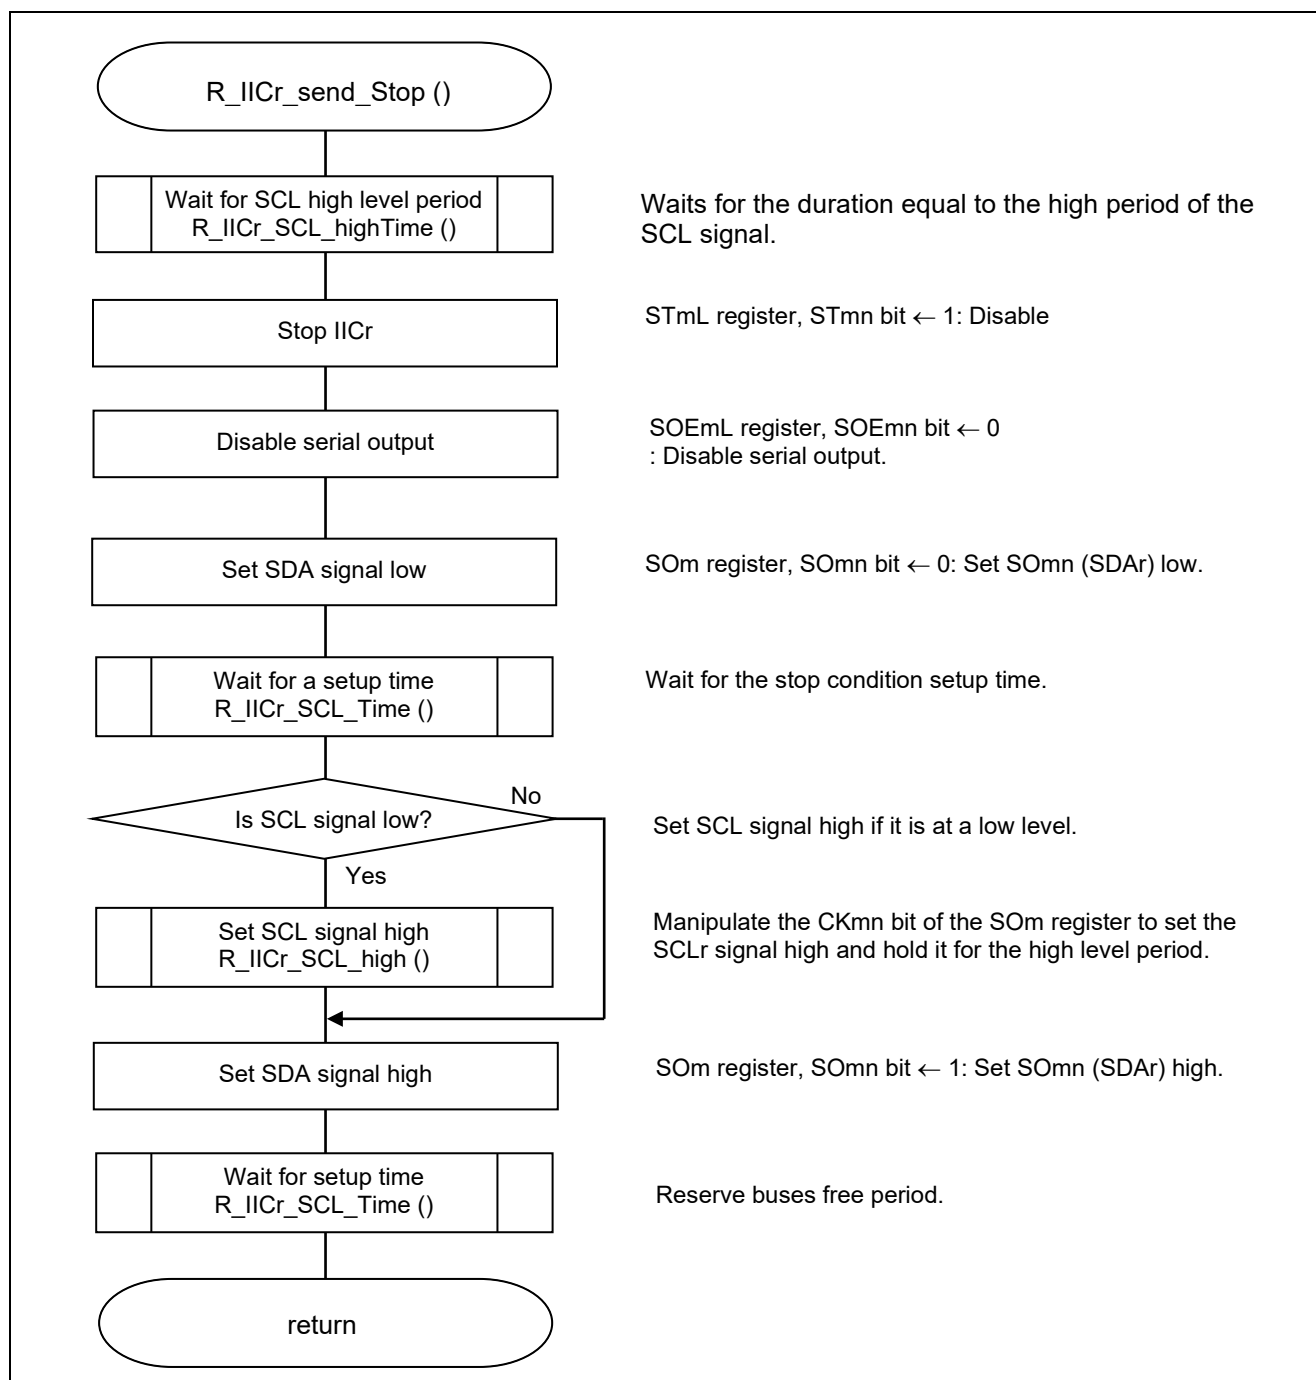 R_IICr_send_Stop ()
Wait for SCL high level period
R_IICr_SCL_highTime ()
Waits for the duration equal to the high period of the
SCL signal.
Stop IICr
STmL register, STmn bit ← 1: Disable
Disable serial output
SOEmL register, SOEmn bit ← 0
: Disable serial output.
Set SDA signal low
SOm register, SOmn bit ← 0: Set SOmn (SDAr) low.
Wait for a setup time
R_IICr_SCL_Time ()
Wait for the stop condition setup time.
Is SCL signal low?
No
Yes
Set SCL signal high if it is at a low level.
Set SCL signal high
R_IICr_SCL_high ()
Manipulate the CKmn bit of the SOm register to set the
SCLr signal high and hold it for the high level period.
Set SDA signal high
SOm register, SOmn bit ← 1: Set SOmn (SDAr) high.
Wait for setup time
R_IICr_SCL_Time ()
Reserve buses free period.
return